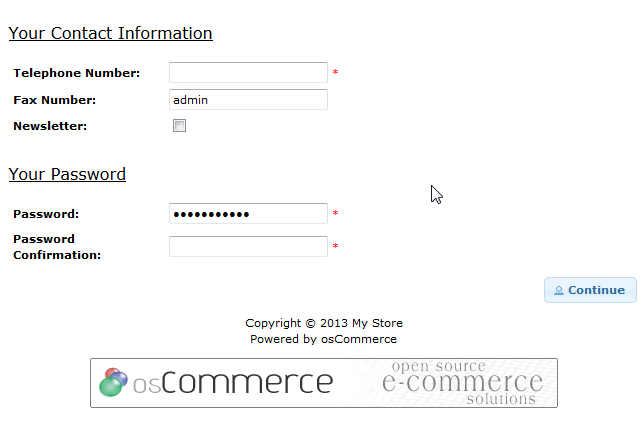 Your Contact Information
Telephone Number: *
Fax Number: admin
Newsletter:
Your Password
Password: ••••••••••• *
Password
Confirmation: *
Continue
Copyright © 2013 My Store
Powered by osCommerce
osCommerce
open source
e-commerce
solutions